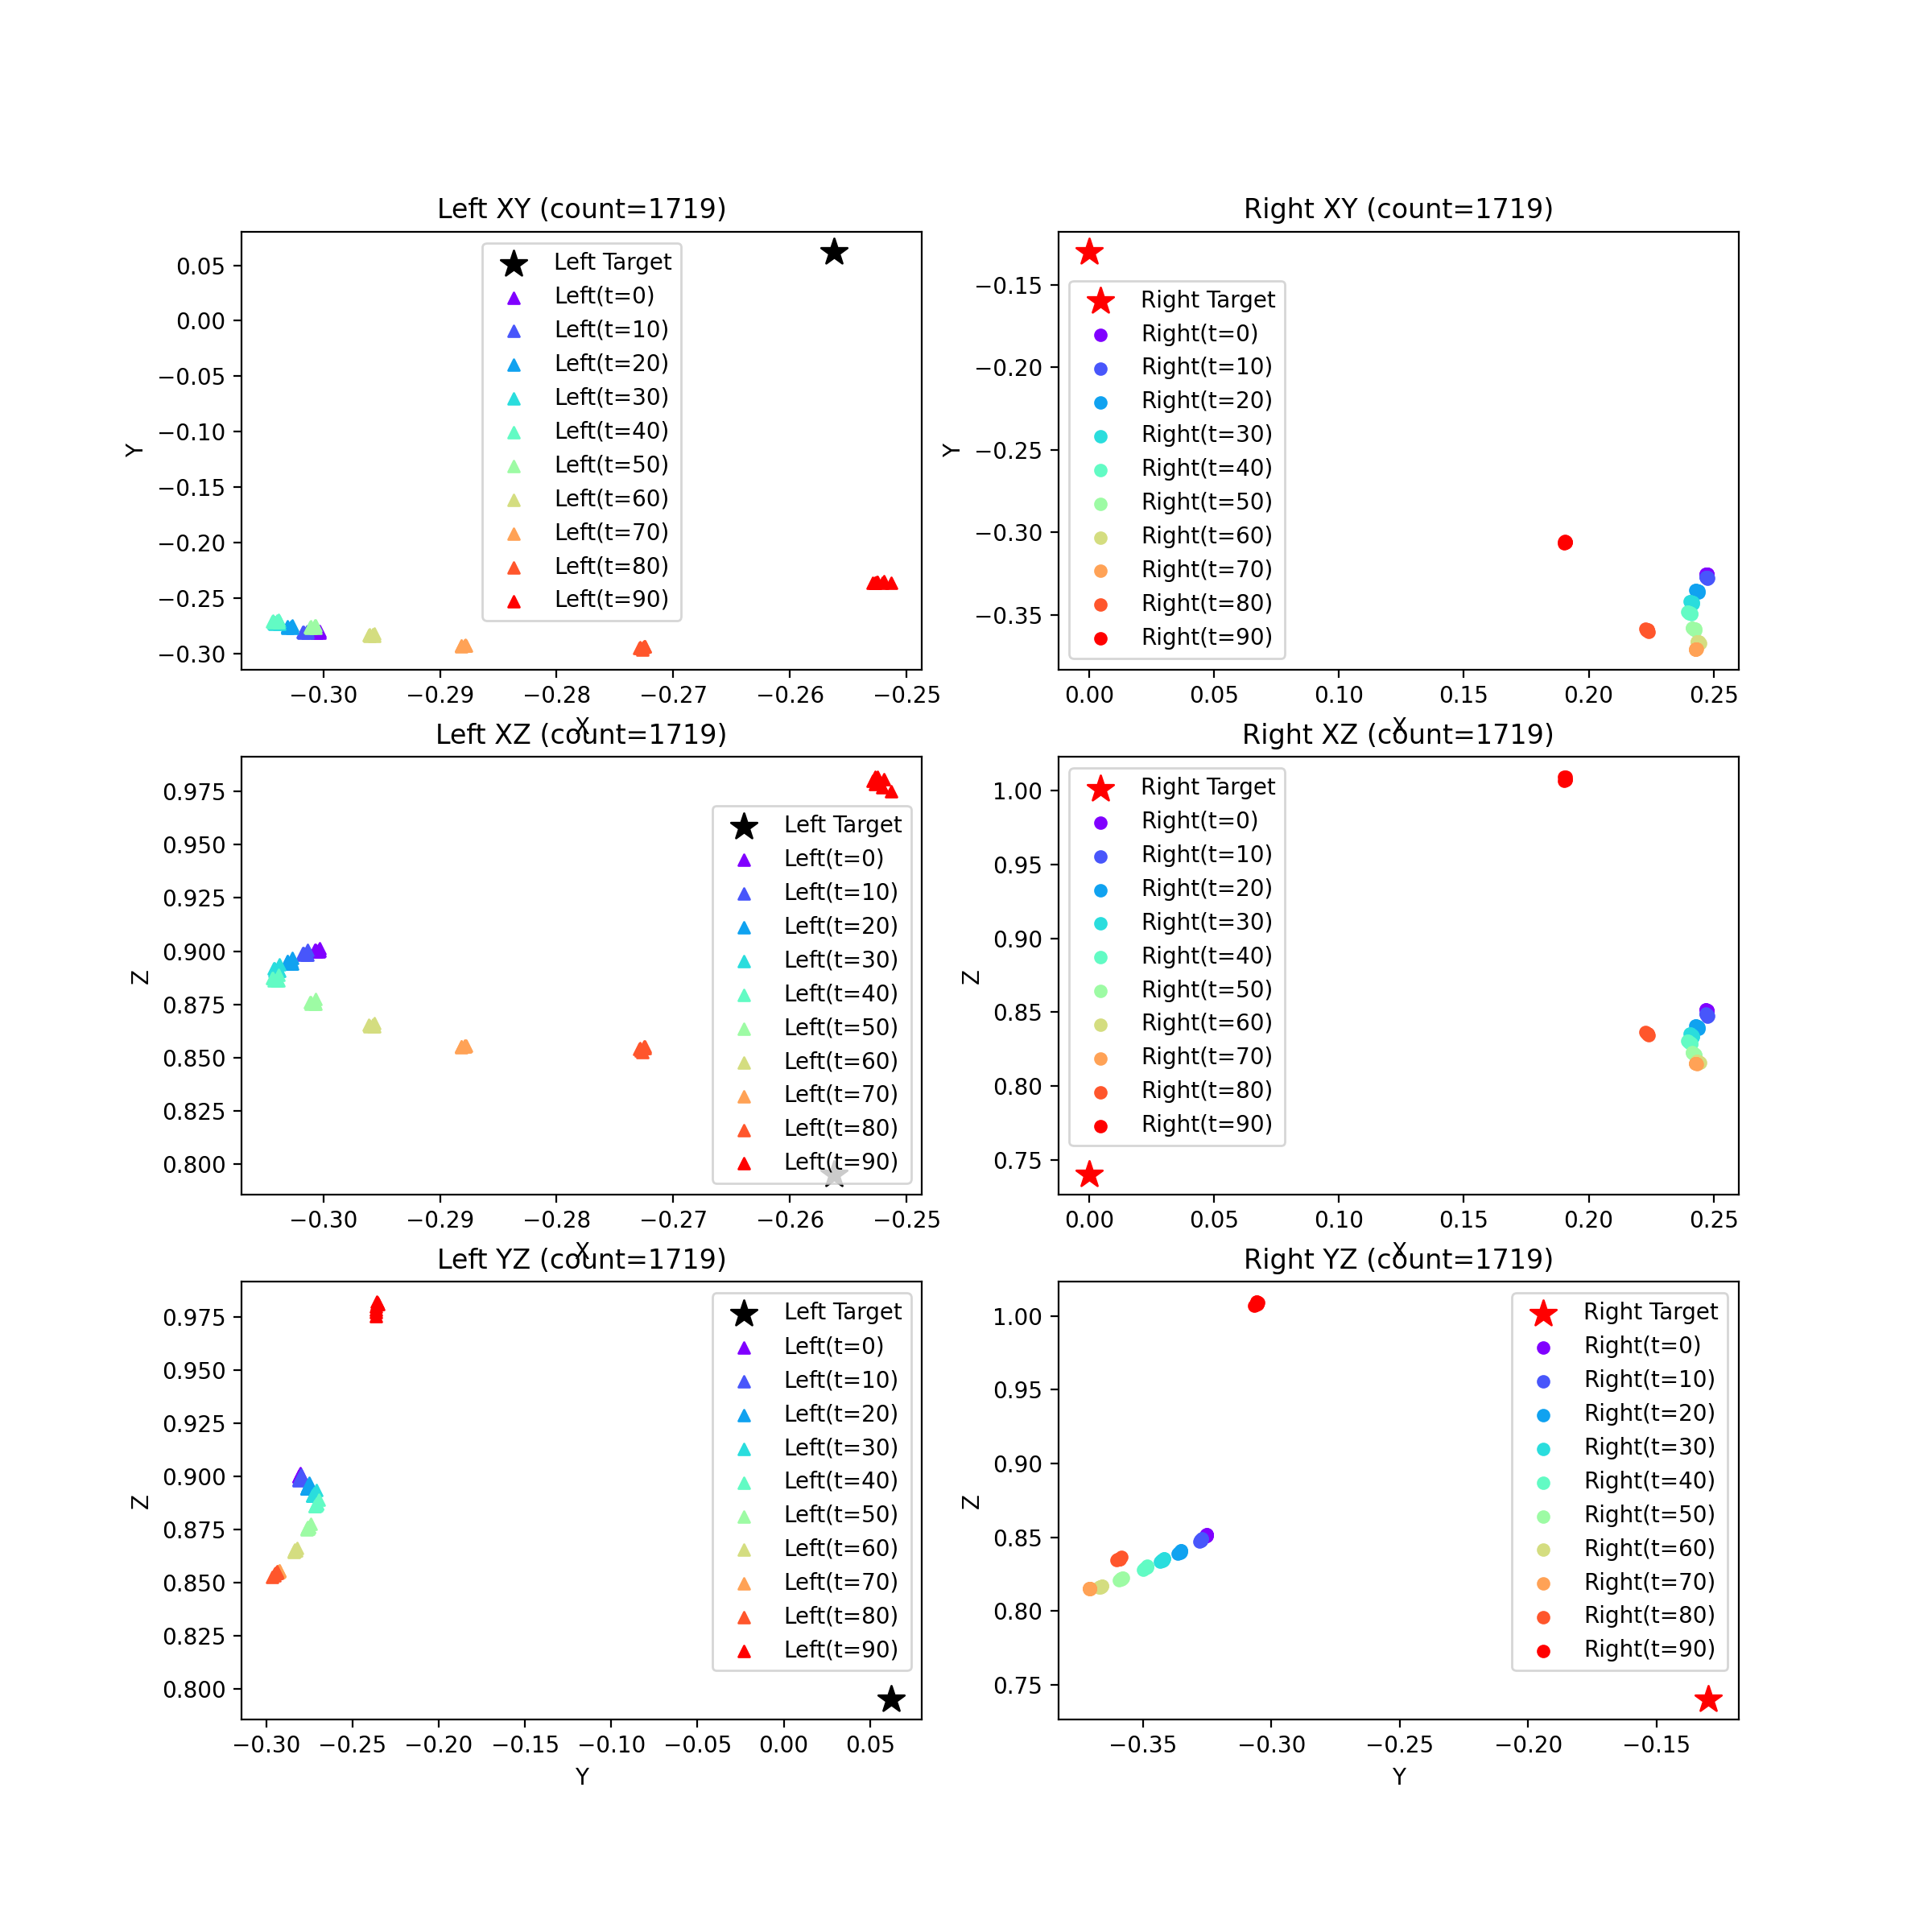 Left XY (count=1719)
Y
0.05
0.00
−0.05
−0.10
−0.15
−0.20
−0.25
−0.30
Left Target
Left(t=0)
Left(t=10)
Left(t=20)
Left(t=30)
Left(t=40)
Left(t=50)
Left(t=60)
Left(t=70)
Left(t=80)
Left(t=90)
−0.30 −0.29 −0.28 −0.27 −0.26 −0.25
X
Right XY (count=1719)
Y
−0.15
−0.20
−0.25
−0.30
−0.35
Right Target
Right(t=0)
Right(t=10)
Right(t=20)
Right(t=30)
Right(t=40)
Right(t=50)
Right(t=60)
Right(t=70)
Right(t=80)
Right(t=90)
0.00 0.05 0.10 0.15 0.20 0.25
X
Left XZ (count=1719)
Z
0.975
0.950
0.925
0.900
0.875
0.850
0.825
0.800
Left Target
Left(t=0)
Left(t=10)
Left(t=20)
Left(t=30)
Left(t=40)
Left(t=50)
Left(t=60)
Left(t=70)
Left(t=80)
Left(t=90)
−0.30 −0.29 −0.28 −0.27 −0.26 −0.25
X
Right XZ (count=1719)
Z
1.00
0.95
0.90
0.85
0.80
0.75
Right Target
Right(t=0)
Right(t=10)
Right(t=20)
Right(t=30)
Right(t=40)
Right(t=50)
Right(t=60)
Right(t=70)
Right(t=80)
Right(t=90)
0.00 0.05 0.10 0.15 0.20 0.25
X
Left YZ (count=1719)
Z
0.975
0.950
0.925
0.900
0.875
0.850
0.825
0.800
Left Target
Left(t=0)
Left(t=10)
Left(t=20)
Left(t=30)
Left(t=40)
Left(t=50)
Left(t=60)
Left(t=70)
Left(t=80)
Left(t=90)
−0.30 −0.25 −0.20 −0.15 −0.10 −0.05 0.00 0.05
Y
Right YZ (count=1719)
Z
1.00
0.95
0.90
0.85
0.80
0.75
Right Target
Right(t=0)
Right(t=10)
Right(t=20)
Right(t=30)
Right(t=40)
Right(t=50)
Right(t=60)
Right(t=70)
Right(t=80)
Right(t=90)
−0.35 −0.30 −0.25 −0.20 −0.15
Y